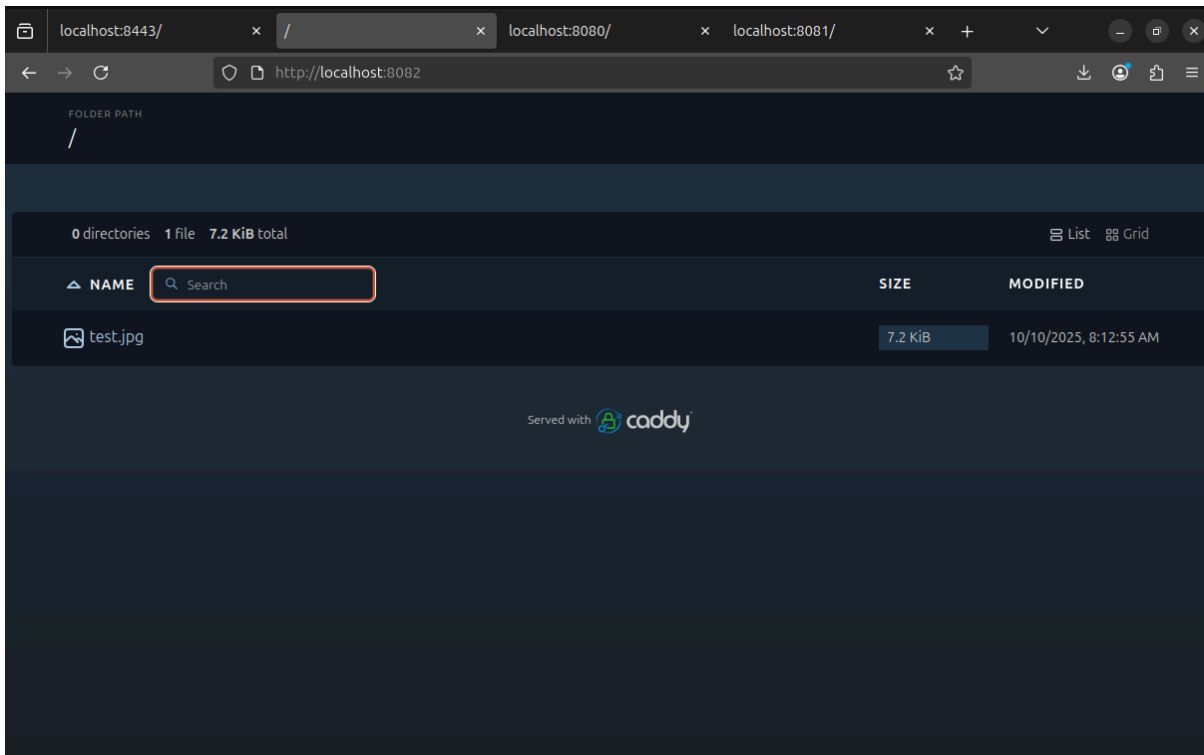 localhost:8443/ / localhost:8080/ localhost:8081/
http://localhost:8082
FOLDER PATH
/
0 directories 1 file 7.2 KiB total List Grid
NAME Search SIZE MODIFIED
test.jpg 7.2 KiB 10/10/2025, 8:12:55 AM
Served with caddy